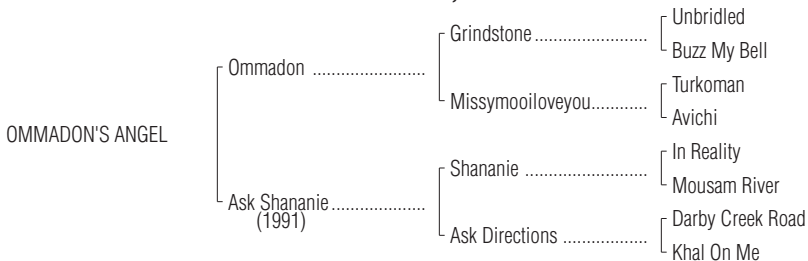 Unbridled
Grindstone ..........................
Buzz My Bell
Ommadon ..........................
Turkoman
Missymooiloveyou.............
Avichi
OMMADON'S ANGEL
In Reality
Shananie ............................
Mousam River
Ask Shananie......................
(1991)
Darby Creek Road
Ask Directions ...................
Khal On Me